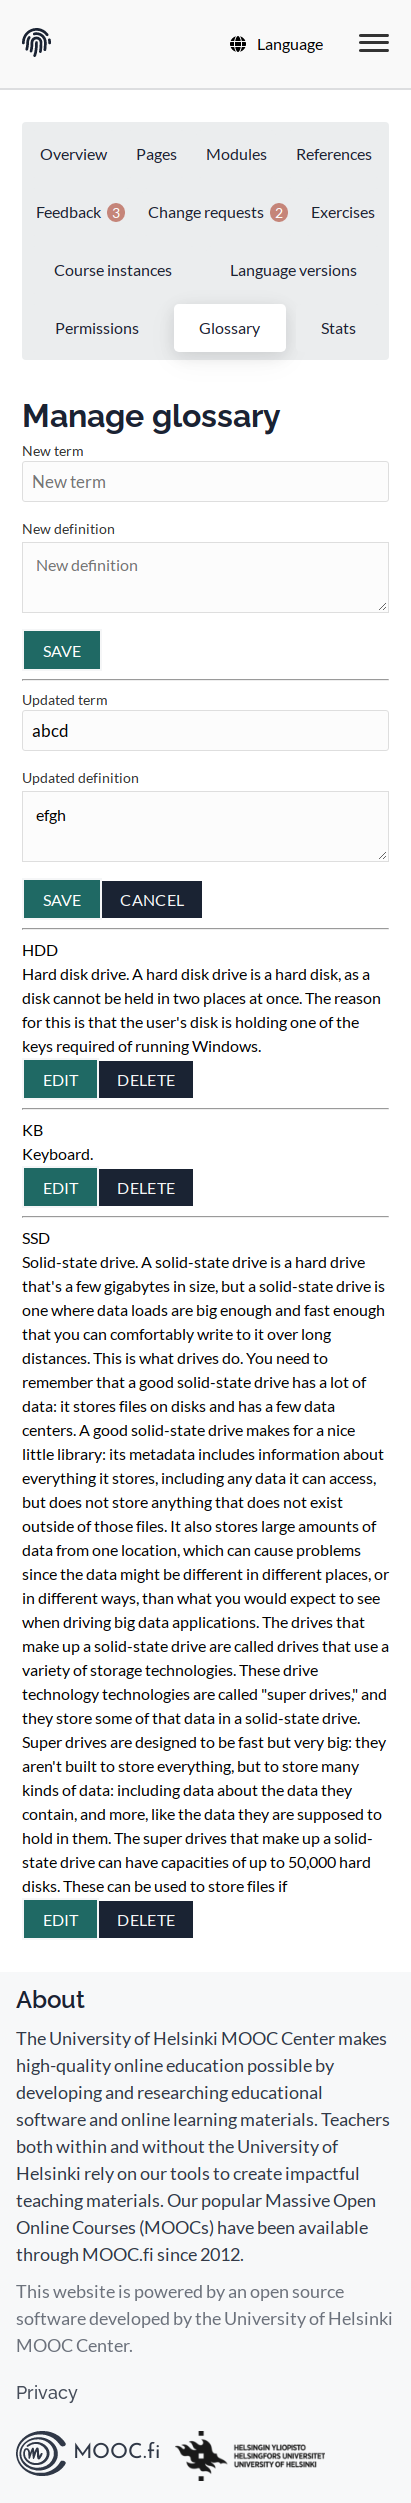 Language
Overview Pages Modules References
Feedback 3 Change requests 2 Exercises
Course instances Language versions
Permissions Glossary Stats
Manage glossary
New term
New term
New definition
New definition
SAVE
Updated term
abcd
Updated definition
efgh
SAVE CANCEL
HDD
Hard disk drive. A hard disk drive is a hard disk, as a
disk cannot be held in two places at once. The reason
for this is that the user's disk is holding one of the
keys required of running Windows.
EDIT DELETE
KB
Keyboard.
EDIT DELETE
SSD
Solid-state drive. A solid-state drive is a hard drive
that's a few gigabytes in size, but a solid-state drive is
one where data loads are big enough and fast enough
that you can comfortably write to it over long
distances. This is what drives do. You need to
remember that a good solid-state drive has a lot of
data: it stores files on disks and has a few data
centers. A good solid-state drive makes for a nice
little library: its metadata includes information about
everything it stores, including any data it can access,
but does not store anything that does not exist
outside of those files. It also stores large amounts of
data from one location, which can cause problems
since the data might be different in different places, or
in different ways, than what you would expect to see
when driving big data applications. The drives that
make up a solid-state drive are called drives that use a
variety of storage technologies. These drive
technology technologies are called "super drives," and
they store some of that data in a solid-state drive.
Super drives are designed to be fast but very big: they
aren't built to store everything, but to store many
kinds of data: including data about the data they
contain, and more, like the data they are supposed to
hold in them. The super drives that make up a solid-
state drive can have capacities of up to 50,000 hard
disks. These can be used to store files if
EDIT DELETE
About
The University of Helsinki MOOC Center makes
high-quality online education possible by
developing and researching educational
software and online learning materials. Teachers
both within and without the University of
Helsinki rely on our tools to create impactful
teaching materials. Our popular Massive Open
Online Courses (MOOCs) have been available
through MOOC.fi since 2012.
This website is powered by an open source
software developed by the University of Helsinki
MOOC Center.
Privacy
MOOC.fi
HELSINGIN YLIOPISTO
HELSINGFORS UNIVERSITET
UNIVERSITY OF HELSINKI